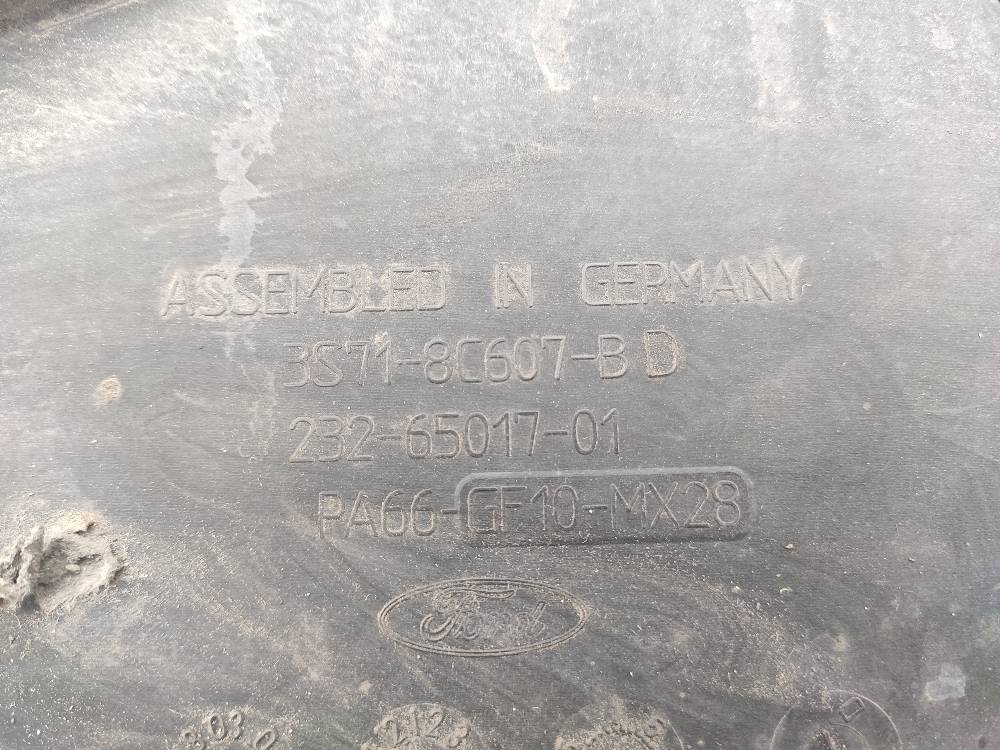 ASSEMBLED IN GERMANY
3S71-8C607-B D
232-65017-01
PA66-GF10-MX28
Ford